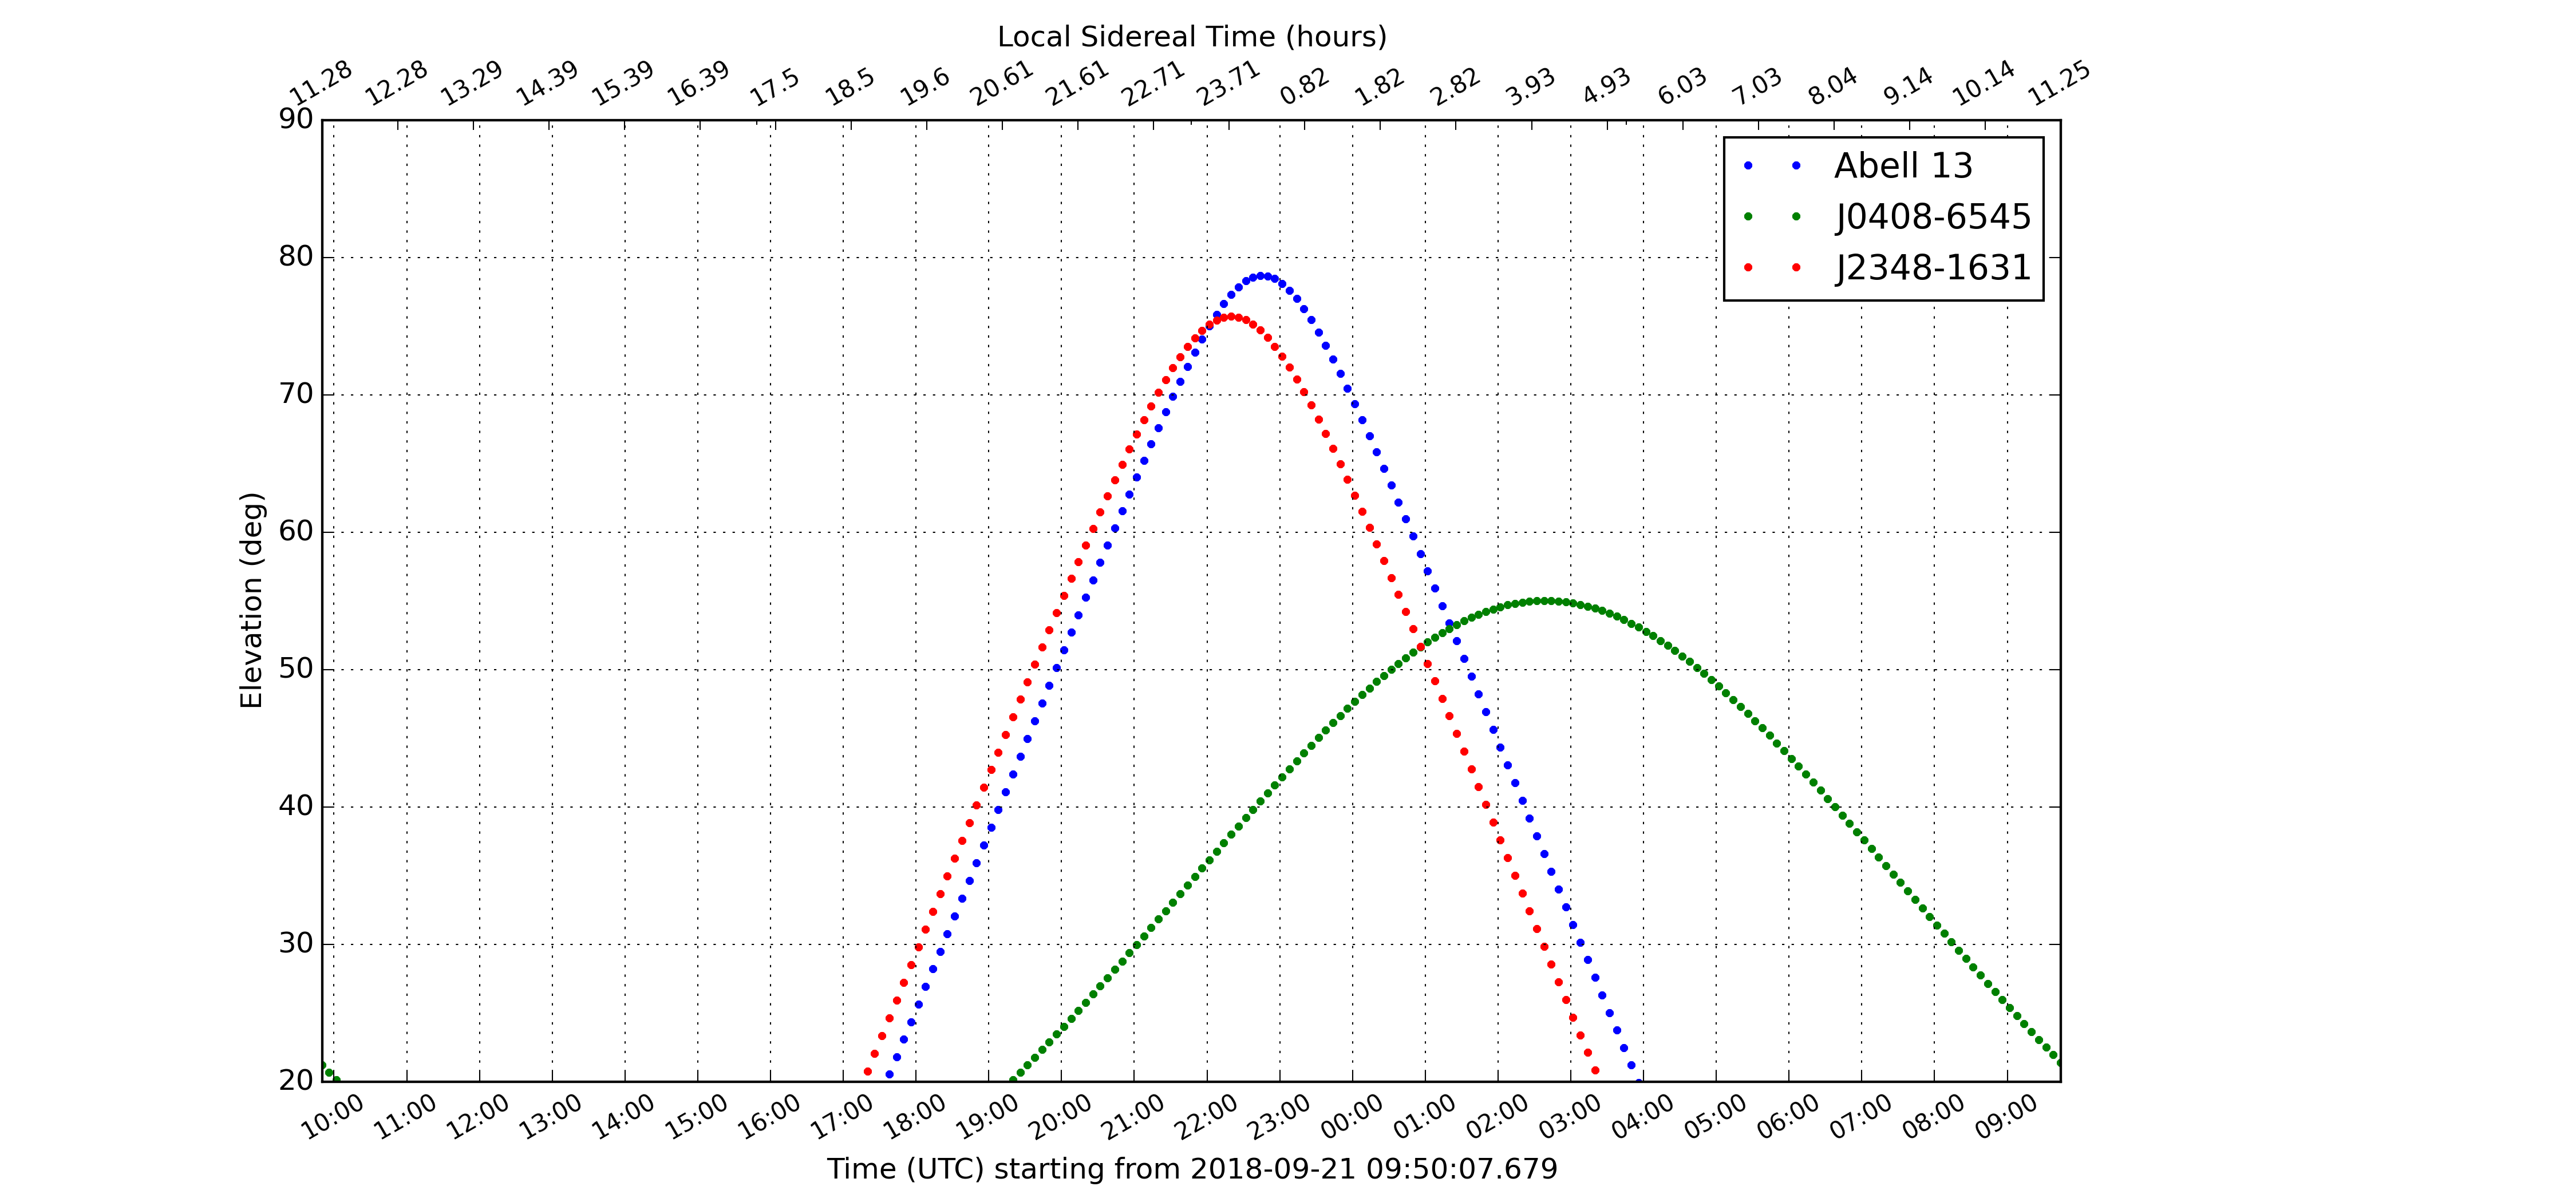 Local Sidereal Time (hours)
11.28 12.28 13.29 14.39 15.39 16.39 17.5 18.5 19.6 20.61 21.61 22.71 23.71 0.82 1.82 2.82 3.93 4.93 6.03 7.03 8.04 9.14 10.14 11.25
90
80
70
60
50
40
30
20
Elevation (deg)
Abell 13
J0408-6545
J2348-1631
10:00 11:00 12:00 13:00 14:00 15:00 16:00 17:00 18:00 19:00 20:00 21:00 22:00 23:00 00:00 01:00 02:00 03:00 04:00 05:00 06:00 07:00 08:00 09:00
Time (UTC) starting from 2018-09-21 09:50:07.679